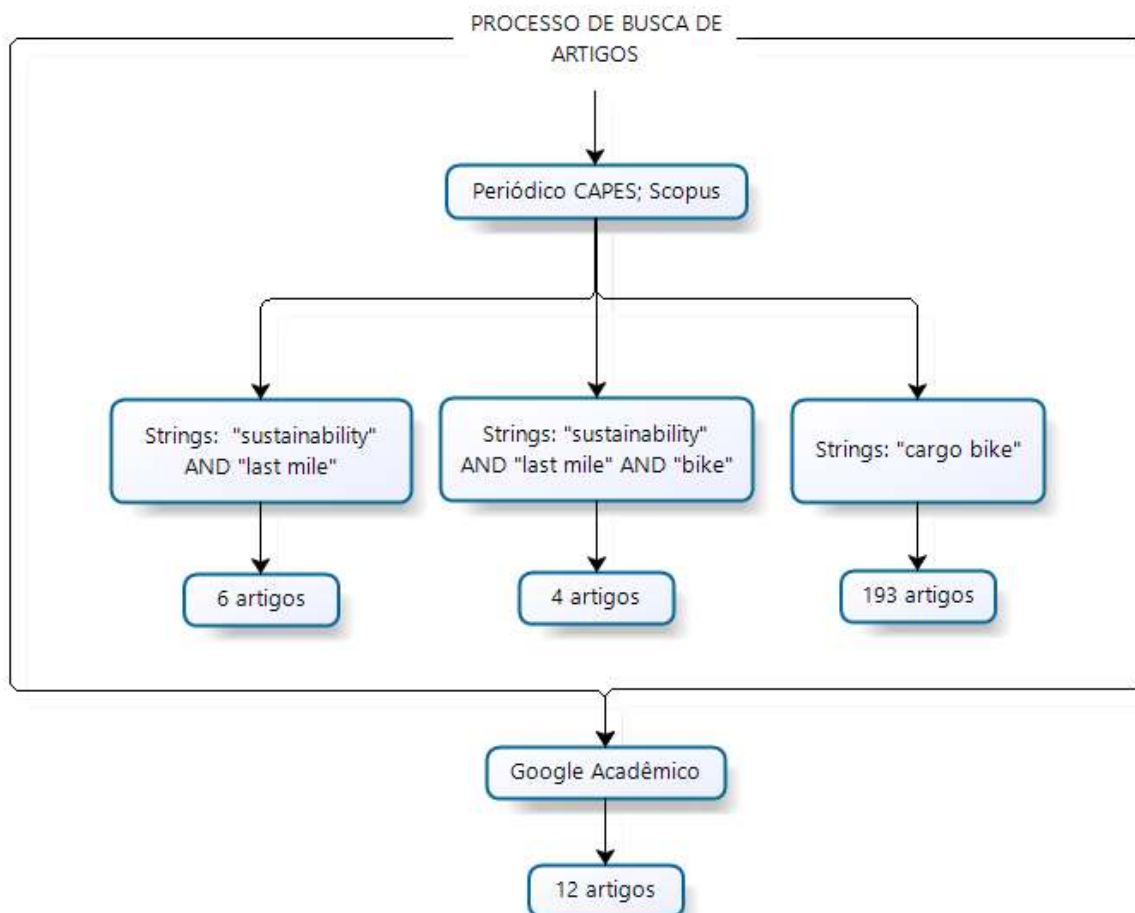 PROCESSO DE BUSCA DE
ARTIGOS
Periódico CAPES; Scopus
Strings:  "sustainability"
AND "last mile"
Strings: "sustainability"
AND "last mile" AND "bike"
Strings: "cargo bike"
6 artigos
4 artigos
193 artigos
Google Acadêmico
12 artigos